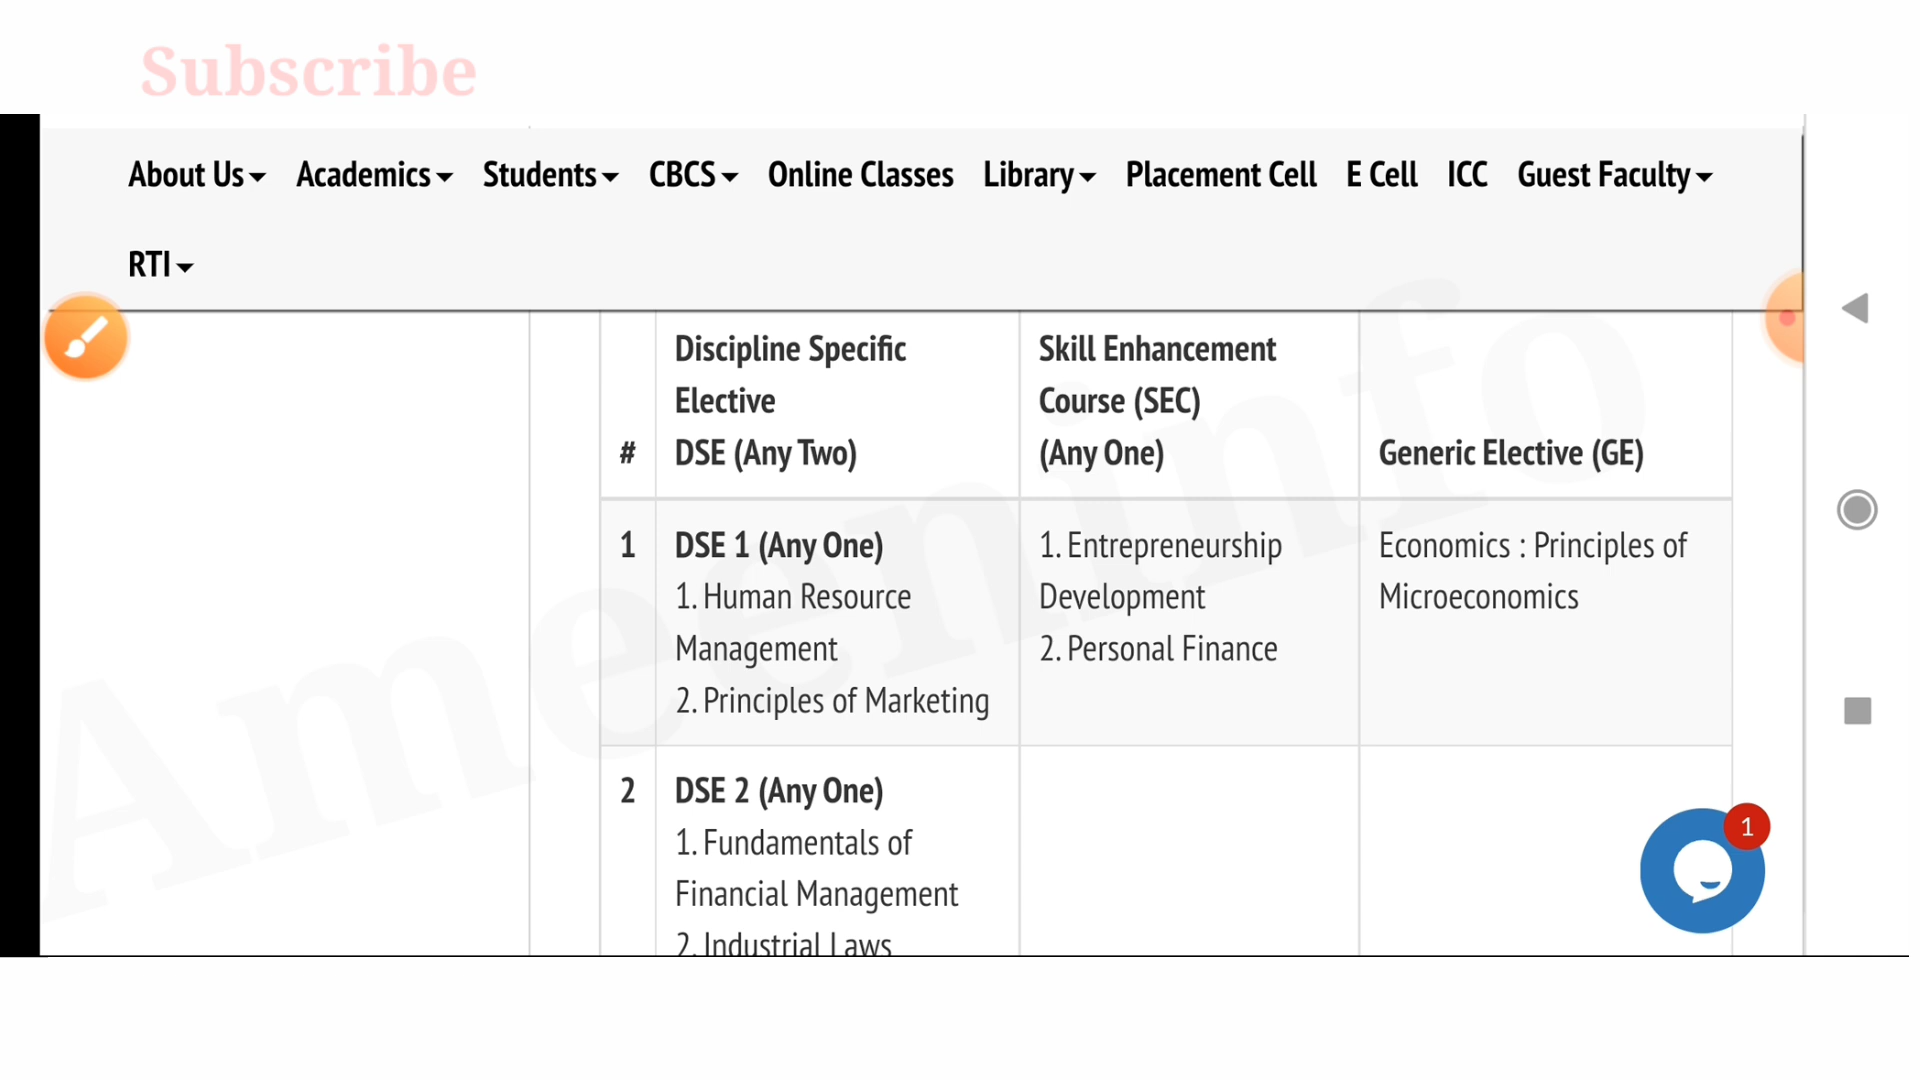 Subscribe
About Us Academics Students CBCS Online Classes Library Placement Cell E Cell ICC Guest Faculty
RTI
Discipline Specific
Elective
# DSE (Any Two)
Skill Enhancement
Course (SEC)
(Any One)
Generic Elective (GE)
1 DSE 1 (Any One)
1. Human Resource
Management
2. Principles of Marketing
1. Entrepreneurship
Development
2. Personal Finance
Economics : Principles of
Microeconomics
2 DSE 2 (Any One)
1. Fundamentals of
Financial Management
2. Industrial Laws
1
Ameeninfo